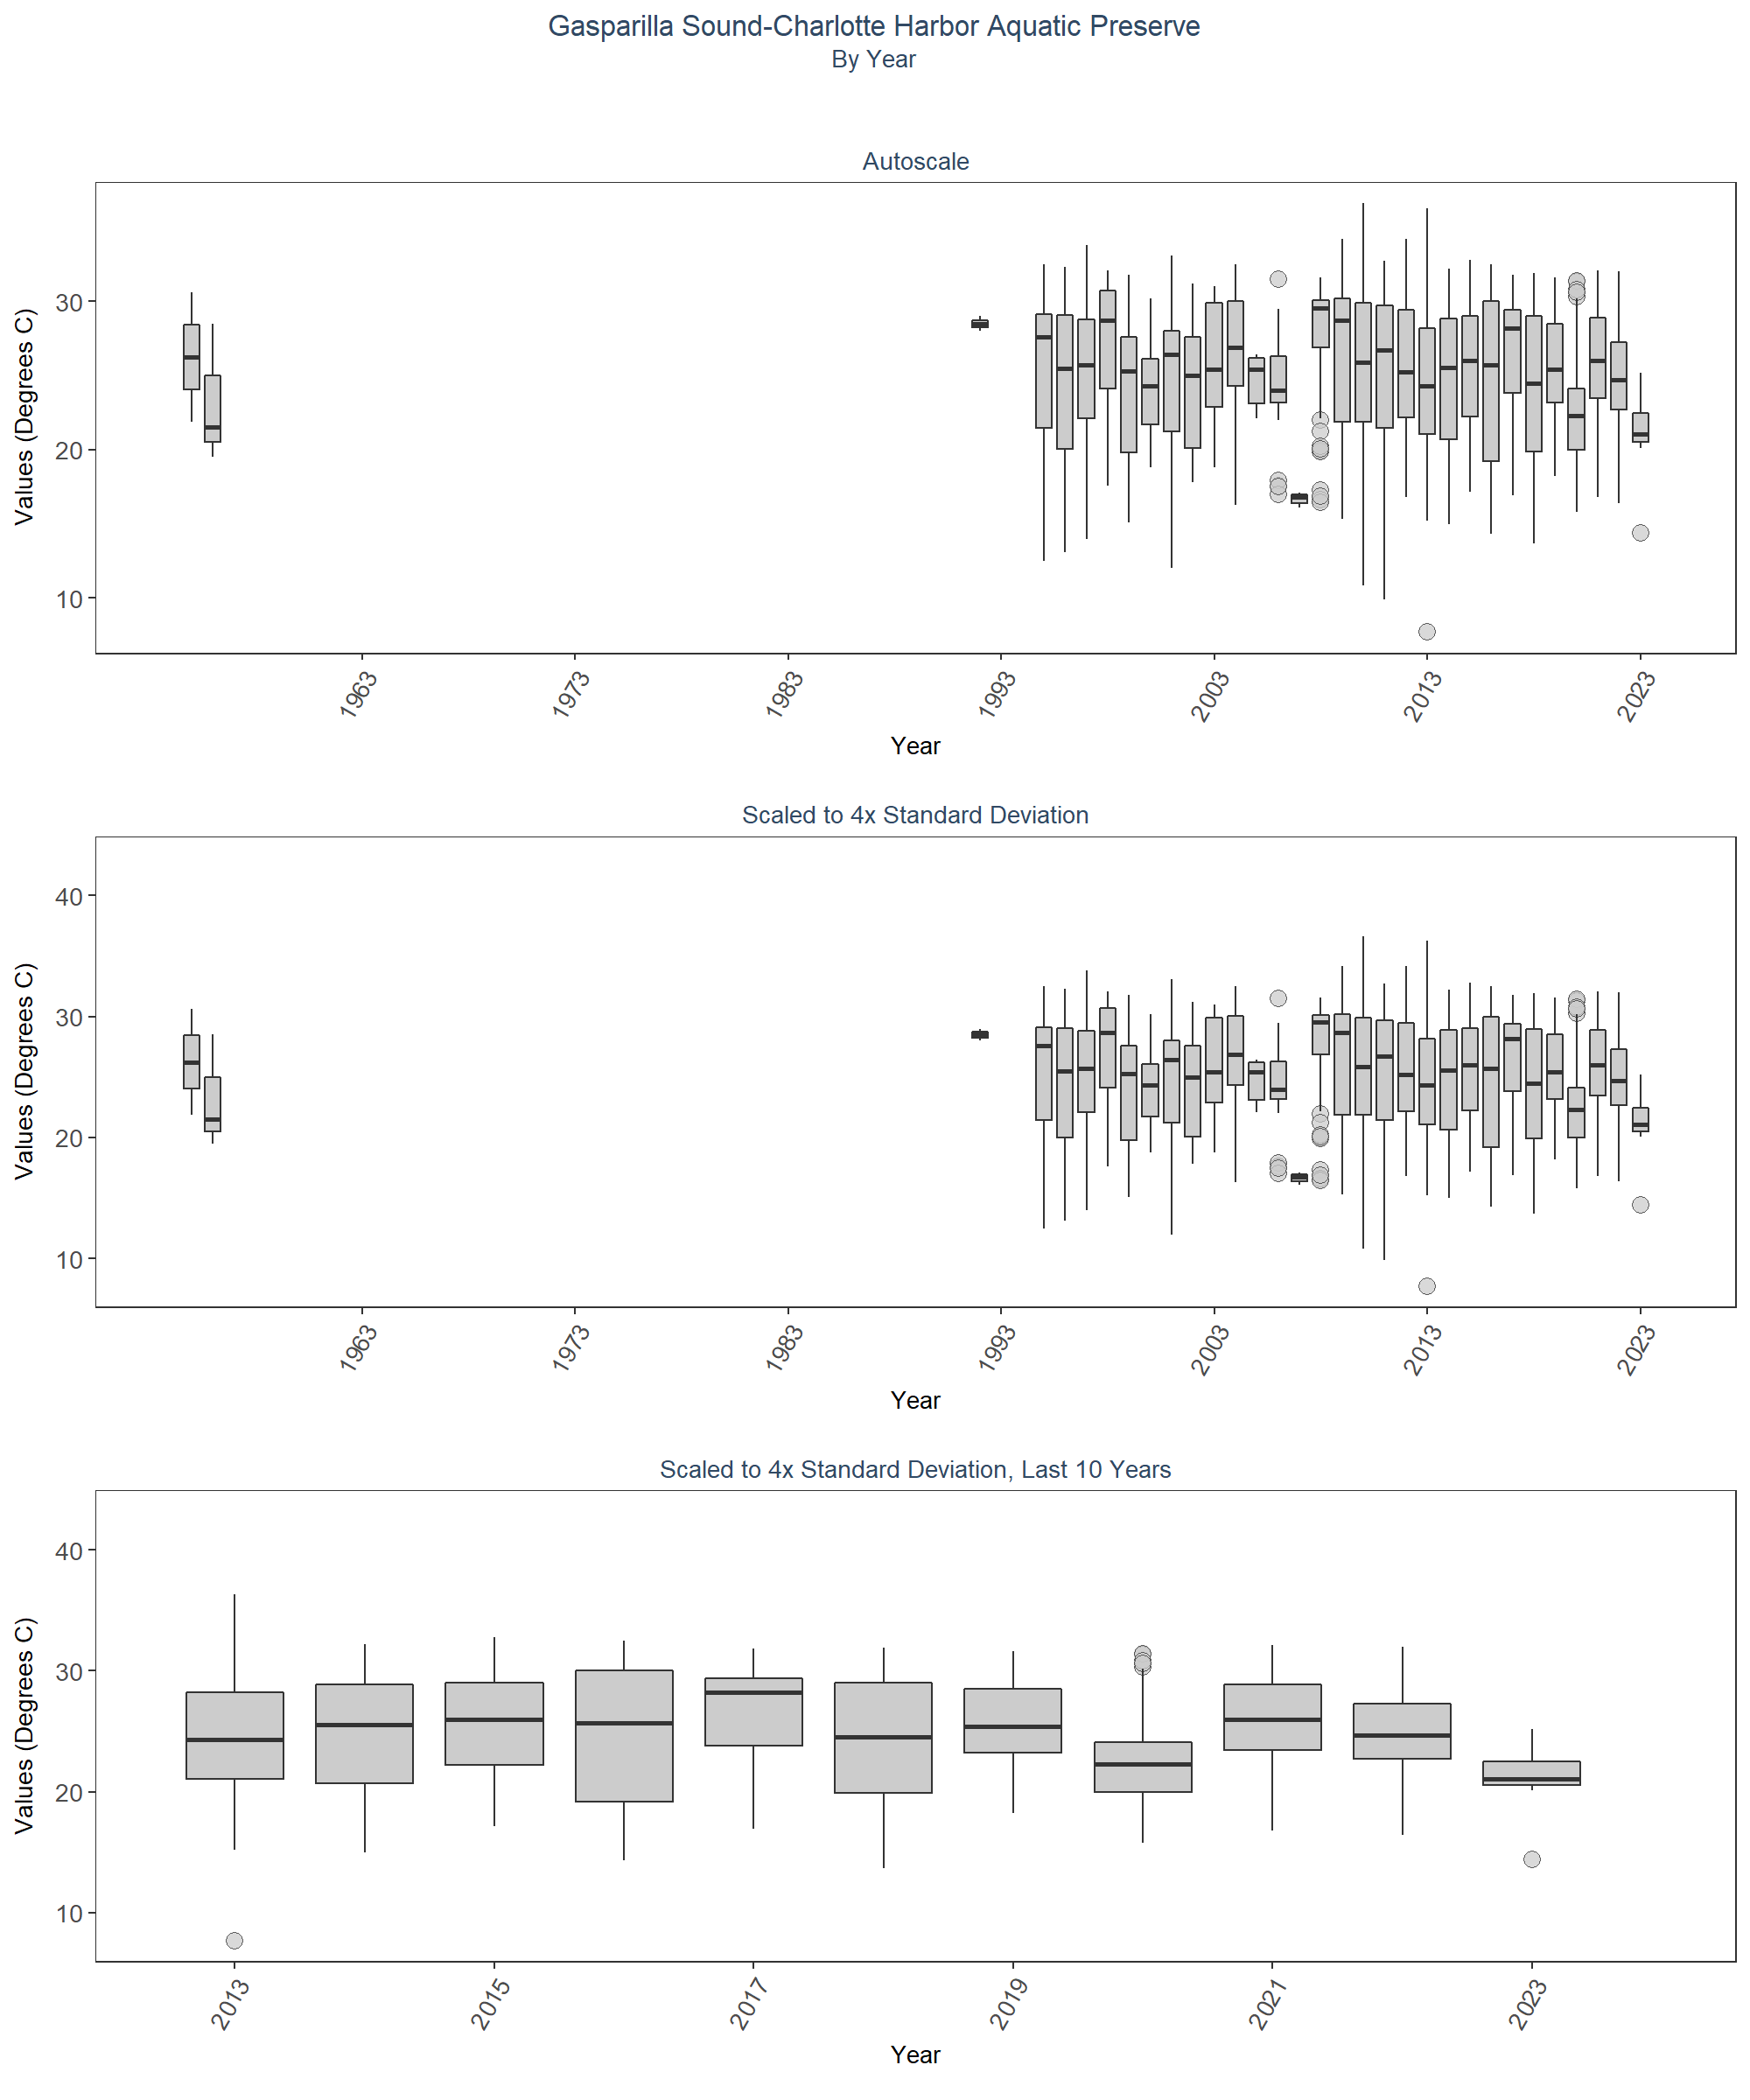 Gasparilla Sound-Charlotte Harbor Aquatic Preserve
By Year
Autoscale
Values (Degrees C)
30
20
10
1963
1973
1983
1993
2003
2013
2023
Year
Scaled to 4x Standard Deviation
Values (Degrees C)
40
30
20
10
1963
1973
1983
1993
2003
2013
2023
Year
Scaled to 4x Standard Deviation, Last 10 Years
Values (Degrees C)
40
30
20
10
2013
2015
2017
2019
2021
2023
Year